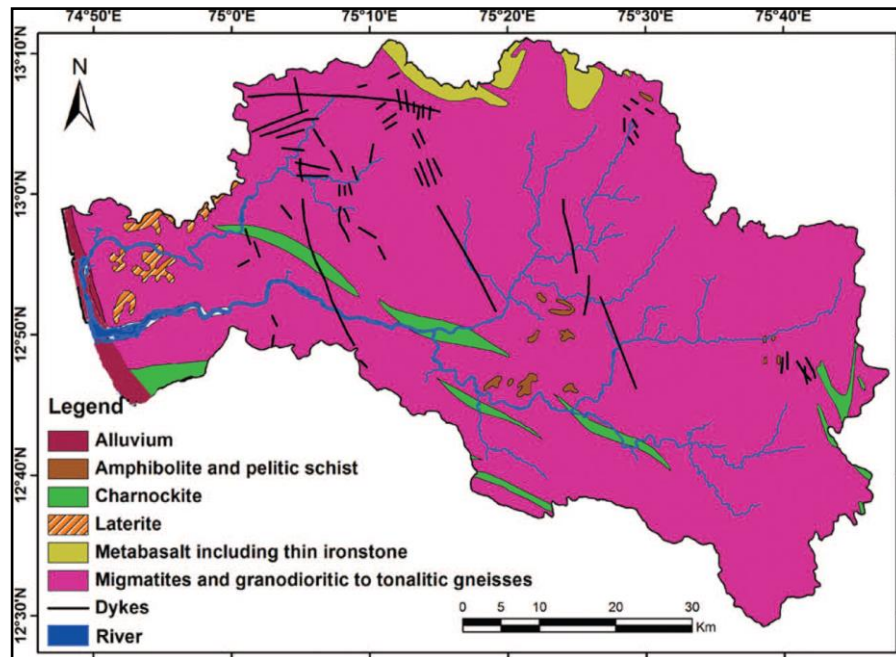 74°50'0"E 75°0'E 75°20'E 75°30'E 75°40'E
13°10'N
13°0'N
12°50'N
12°40'N
12°30'N
N
Legend
Alluvium
Amphibolite and pelitic schist
Charnockite
Laterite
Metabasalt including thin ironstone
Migmatites and granodioritic to tonalitic gneisses
Dykes
River
0 5 10 20 30
Km